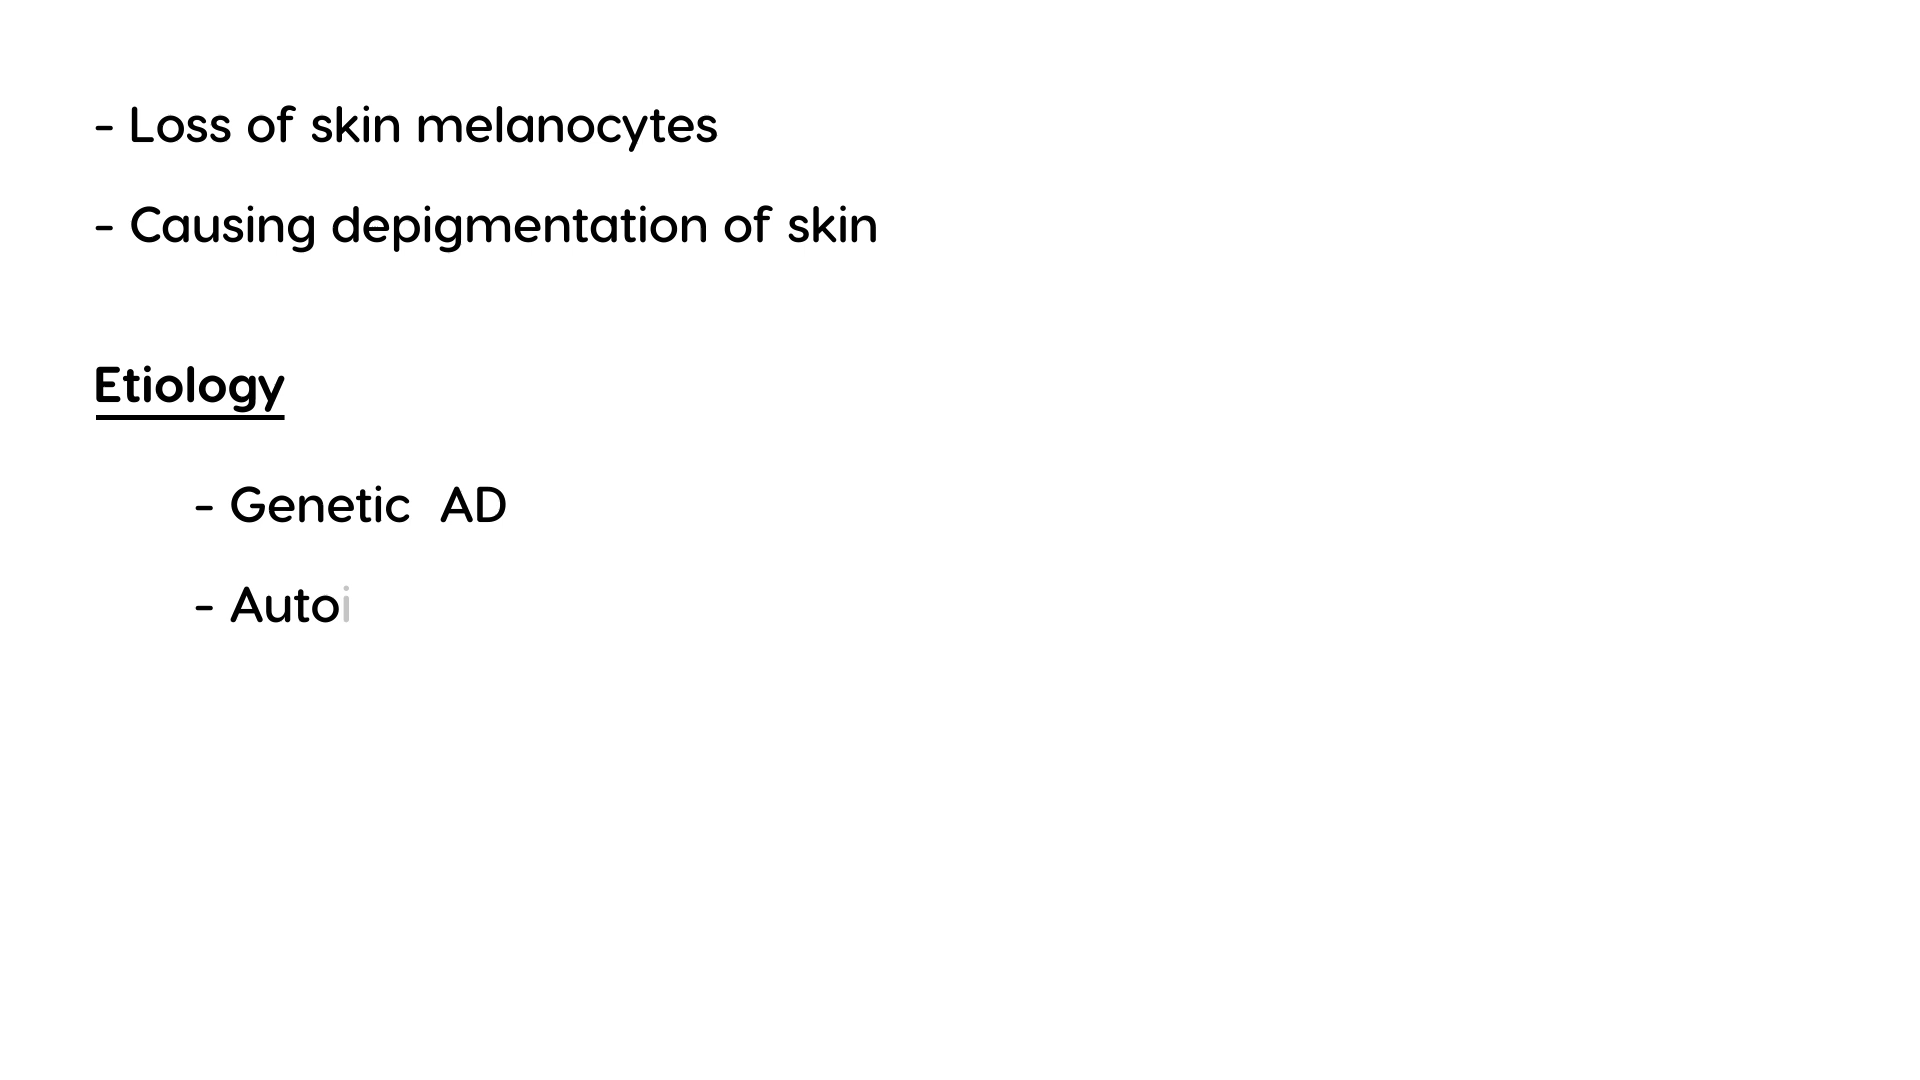 - Loss of skin melanocytes
- Causing depigmentation of skin
Etiology
- Genetic AD
- Autoi